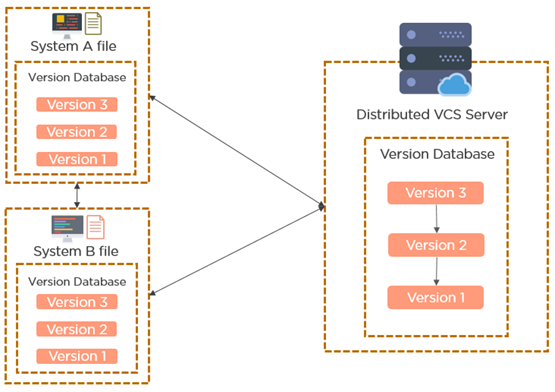 System A file
Version Database
Version 3
Version 2
Version 1
System B file
Version Database
Version 3
Version 2
Version 1
Distributed VCS Server
Version Database
Version 3
Version 2
Version 1